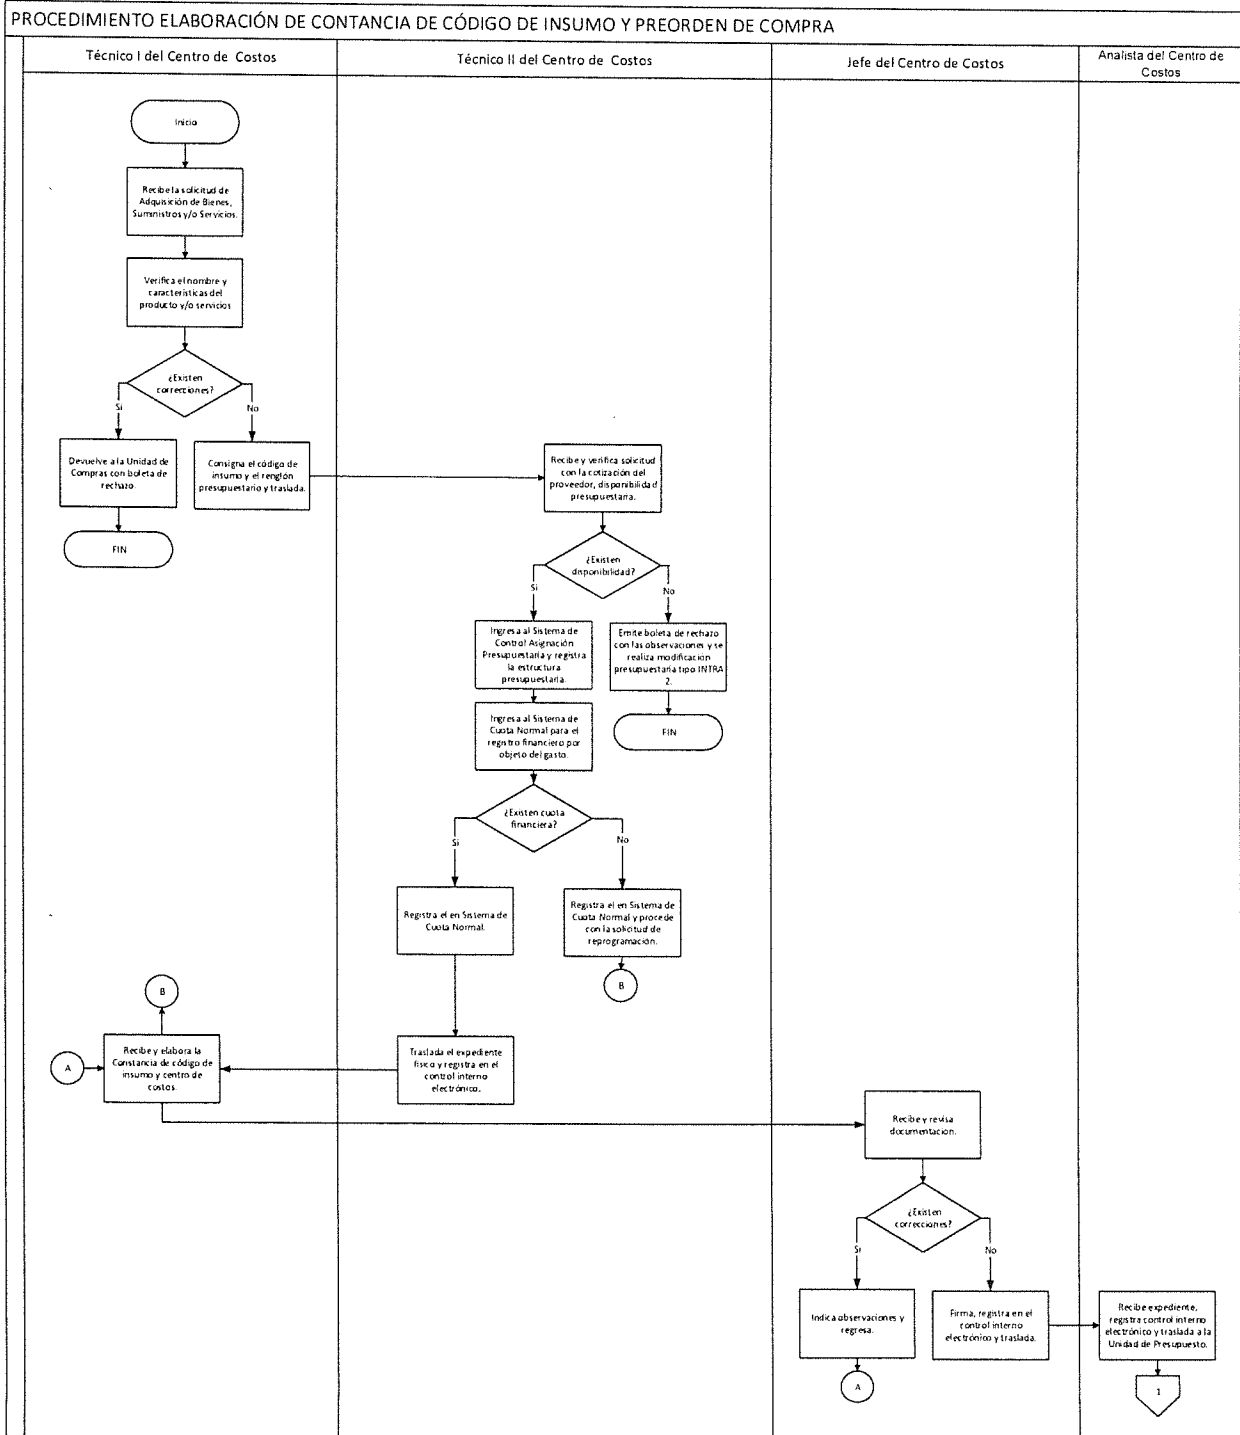 PROCEDIMIENTO ELABORACIÓN DE CONTANCIA DE CÓDIGO DE INSUMO Y PREORDEN DE COMPRA
Técnico I del Centro de Costos
Técnico II del Centro de Costos
Jefe del Centro de Costos
Analista del Centro de
Costos
Inicio
Recibe la solicitud de
Adquisición de Bienes,
Suministros y/o Servicios.
Verifica el nombre y
características del
producto y/o servicios
¿Existen
correcciones?
Si
No
Devuelve a la Unidad de
Compras con boleta de
rechazo.
FIN
Consigna el código de
insumo y el renglón
presupuestario y traslada.
Recibe y verifica solicitud
con la cotización del
proveedor, disponibilidad
presupuestaria.
¿Existen
disponibilidad?
Si
No
Ingresa al Sistema de
Control Asignación
Presupuestaria y registra
la estructura
presupuestaria.
Emite boleta de rechazo
con las observaciones y se
realiza modificación
presupuestaria tipo INTRA
2.
FIN
Ingresa al Sistema de
Cuota Normal para el
registro financiero por
objeto del gasto.
¿Existen cuota
financiera?
Si
No
Registra el en Sistema de
Cuota Normal.
Registra el en Sistema de
Cuota Normal y procede
con la solicitud de
reprogramación.
B
B
A
Recibe y elabora la
Constancia de código de
insumo y centro de
costos.
Traslada el expediente
físico y registra en el
control interno
electrónico.
Recibe y revisa
documentacion.
¿Existen
correcciones?
Si
No
Indica observaciones y
regresa.
A
Firma, registra en el
control interno
electrónico y traslada.
Recibe expediente,
registra control interno
electrónico y traslada a la
Unidad de Presupuesto.
1